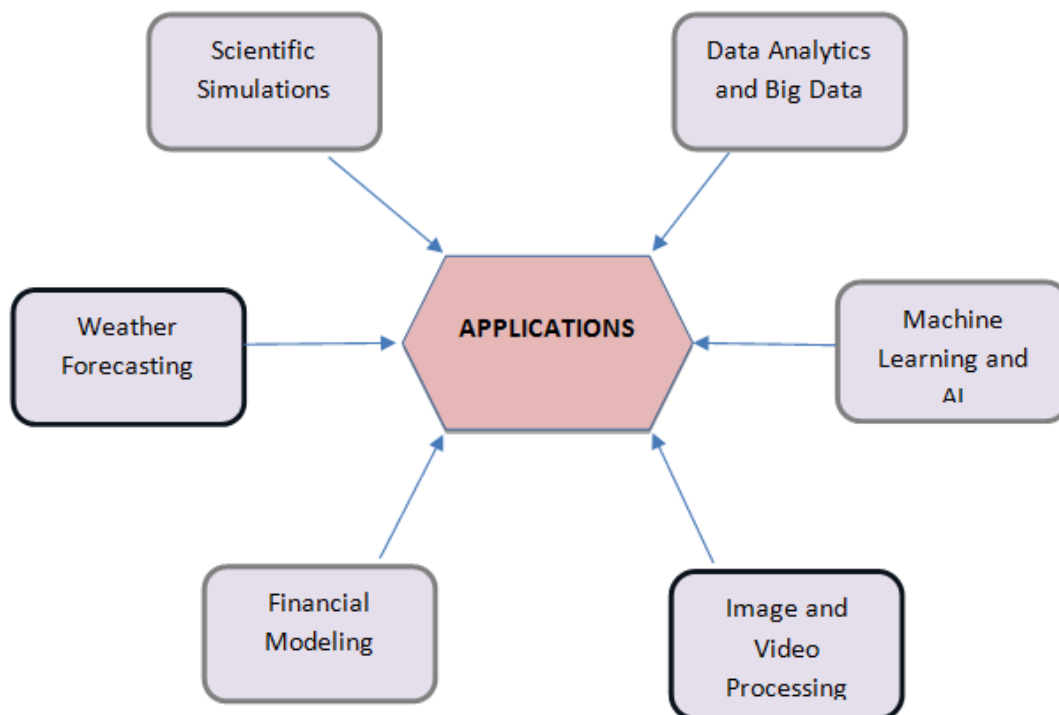 Scientific
Simulations
Data Analytics
and Big Data
Weather
Forecasting
APPLICATIONS
Machine
Learning and
AI
Financial
Modeling
Image and
Video
Processing